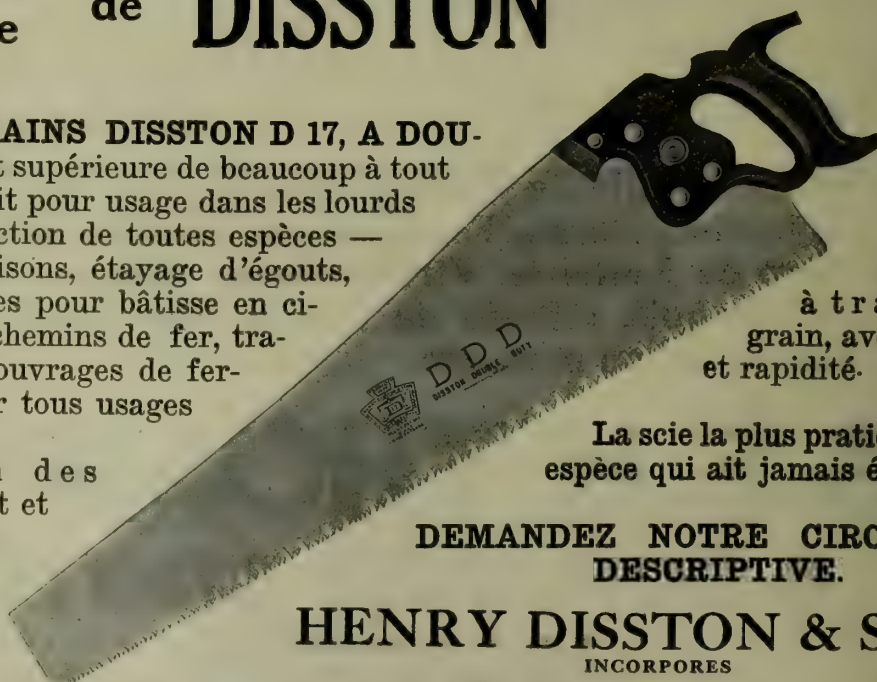 e de DISSTON
AINS DISSTON D 17, A DOU-
t supérieure de beaucoup à tout
it pour usage dans les lourds
ction de toutes espèces —
isons, étayage d'égouts,
es pour bâtisse en ci-
chemins de fer, tra-
ouvrages de fer-
r tous usages
des
t et
D D D
DISSTON DOUBLE BUTT
à tra
grain, av
et rapidité.
La scie la plus prati
espèce qui ait jamais é
DEMANDEZ NOTRE CIRC
DESCRIPTIVE.
HENRY DISSTON & S
INCORPORES